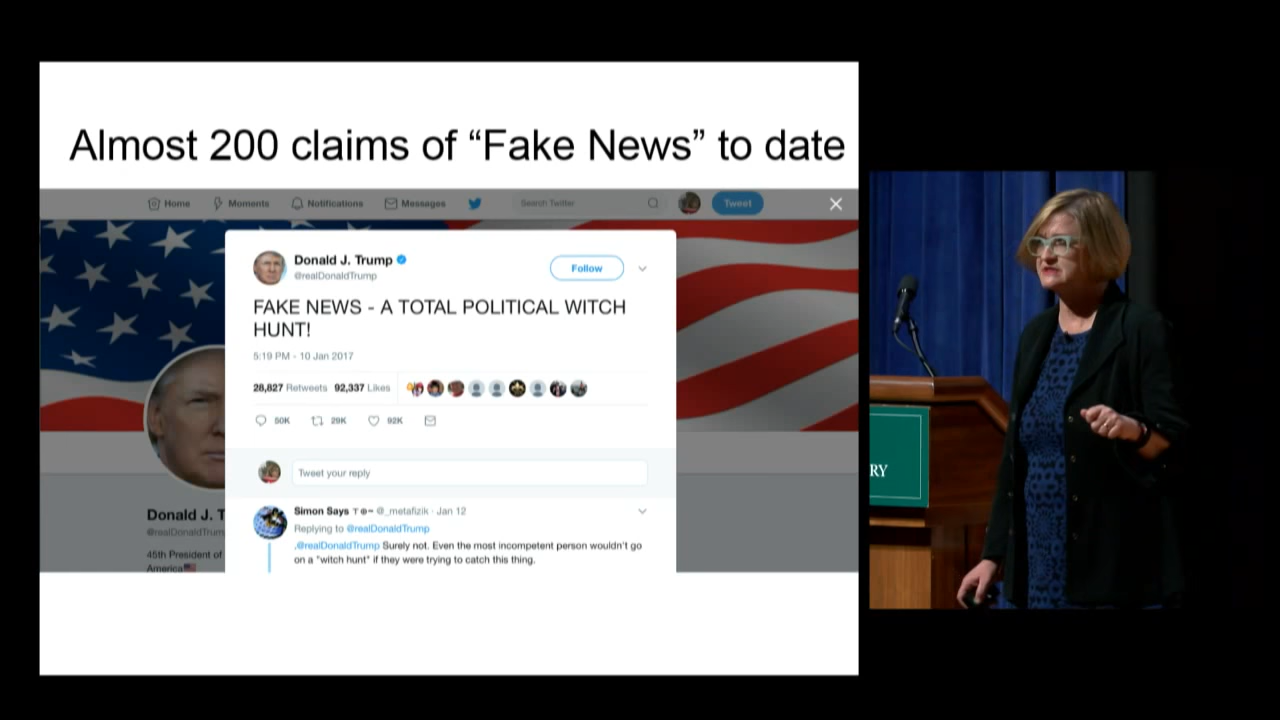 Almost 200 claims of “Fake News” to date
Home Moments Notifications Messages Search Twitter Tweet
Donald J. Trump
@realDonaldTrump
Follow
FAKE NEWS - A TOTAL POLITICAL WITCH
HUNT!
5:19 PM - 10 Jan 2017
28,827 Retweets 92,337 Likes
50K 29K 92K
Tweet your reply
Simon Says @_metafizik · Jan 12
Replying to @realDonaldTrump
.@realDonaldTrump Surely not. Even the most incompetent person wouldn't go
on a "witch hunt" if they were trying to catch this thing.
Donald J. T
@realDonaldTrum
45th President of
America
RY